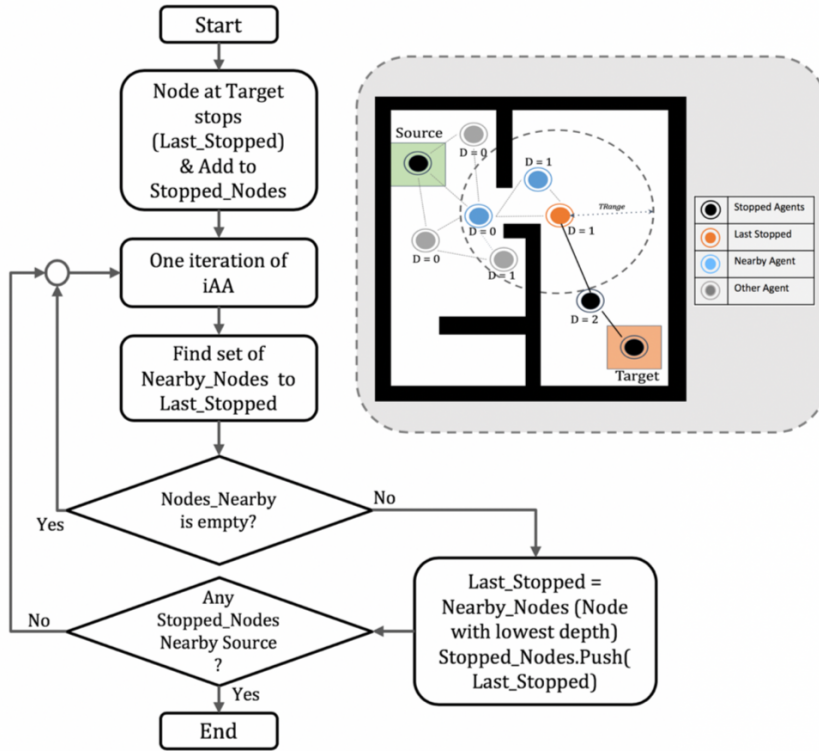 Start
Node at Target
stops
(Last_Stopped)
& Add to
Stopped_Nodes
One iteration of
iAA
Find set of
Nearby_Nodes to
Last_Stopped
Nodes_Nearby
is empty?
Yes
No
Last_Stopped =
Nearby_Nodes (Node
with lowest depth)
Stopped_Nodes.Push(
Last_Stopped)
Any
Stopped_Nodes
Nearby Source
?
No
Yes
End
Source
D = 0
D = 1
TRange
D = 0
D = 1
D = 0
D = 1
D = 2
Target
Stopped Agents
Last Stopped
Nearby Agent
Other Agent